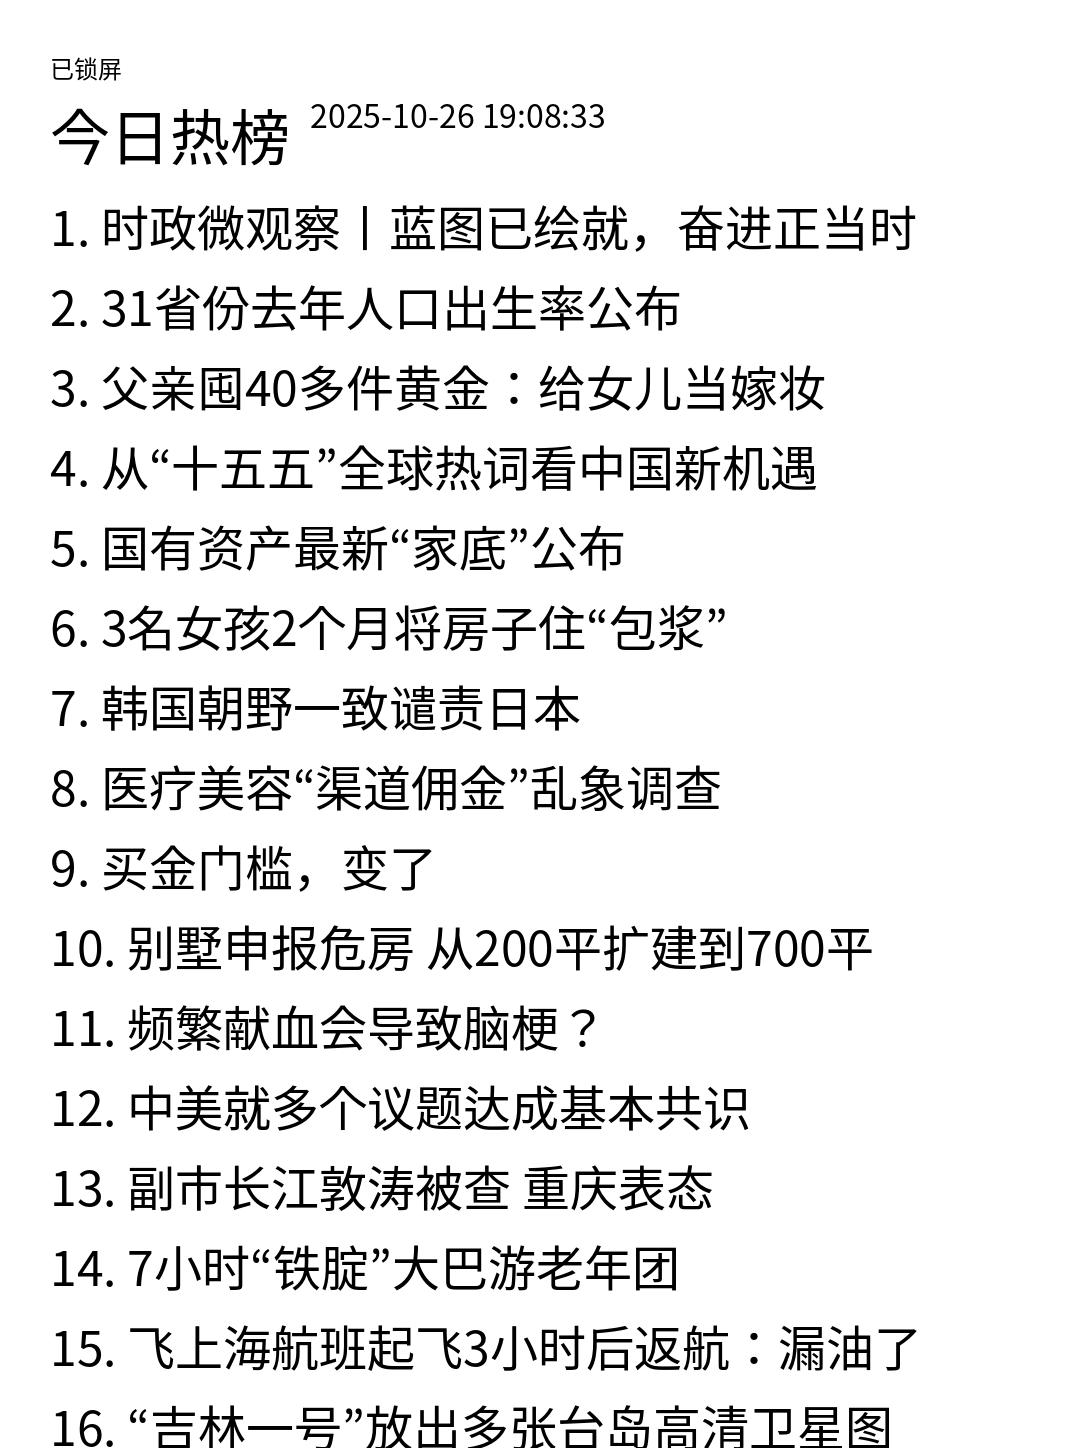 已锁屏
今日热榜 2025-10-26 19:08:33
1. 时政微观察丨蓝图已绘就，奋进正当时
2. 31省份去年人口出生率公布
3. 父亲囤40多件黄金：给女儿当嫁妆
4. 从“十五五”全球热词看中国新机遇
5. 国有资产最新“家底”公布
6. 3名女孩2个月将房子住“包浆”
7. 韩国朝野一致谴责日本
8. 医疗美容“渠道佣金”乱象调查
9. 买金门槛，变了
10. 别墅申报危房 从200平扩建到700平
11. 频繁献血会导致脑梗？
12. 中美就多个议题达成基本共识
13. 副市长江敦涛被查 重庆表态
14. 7小时“铁腚”大巴游老年团
15. 飞上海航班起飞3小时后返航：漏油了
16. “吉林一号”放出多张台岛高清卫星图